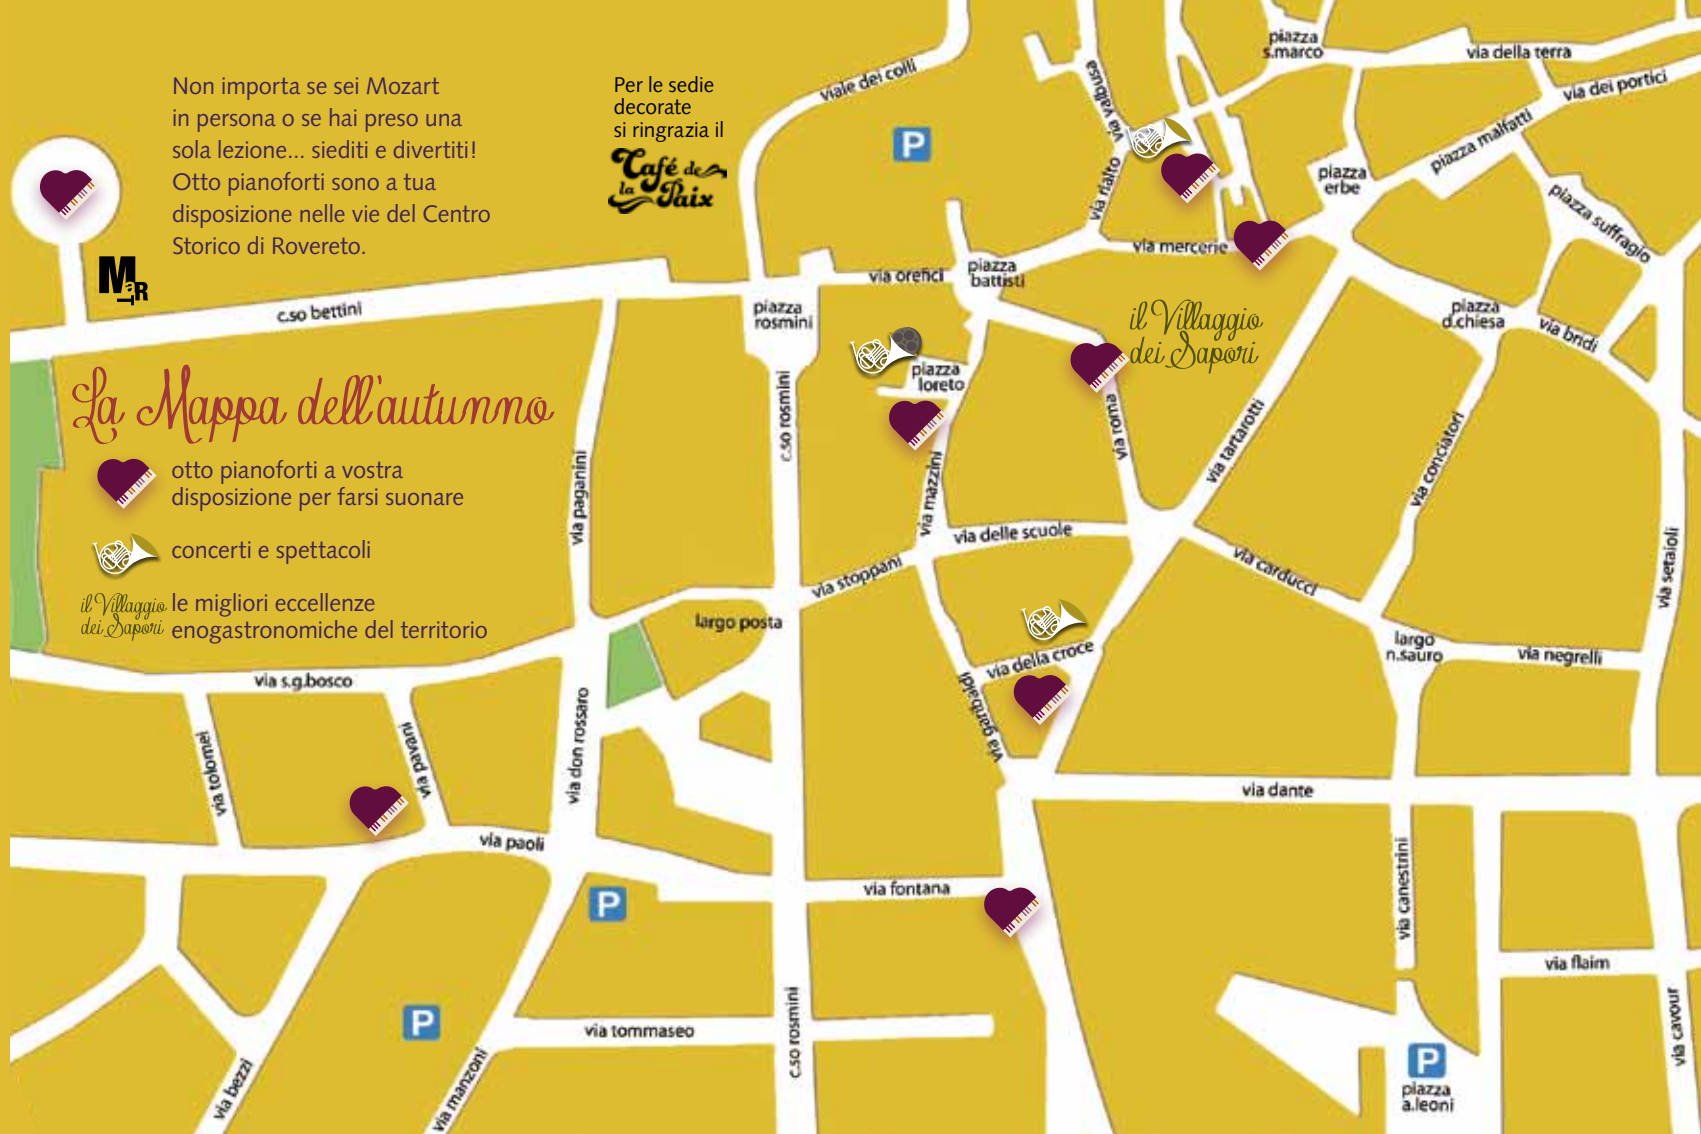 Non importa se sei Mozart
in persona o se hai preso una
sola lezione... siediti e divertiti!
Otto pianoforti sono a tua
disposizione nelle vie del Centro
Storico di Rovereto.
Per le sedie
decorate
si ringrazia il
Café de
la Paix
MaRT
La Mappa dell'autunno
otto pianoforti a vostra
disposizione per farsi suonare
concerti e spettacoli
il Villaggio
dei Sapori
le migliori eccellenze
enogastronomiche del territorio
viale dei colli
P
via valbusa
via rialto
piazza
s.marco
via della terra
via dei portici
piazza malfatti
piazza
erbe
piazza suffragio
via mercerie
via orefici
piazza
battisti
c.so bettini
piazza
rosmini
il Villaggio
dei Sapori
piazza
d.chiesa
via bridi
piazza
loreto
c.so rosmini
via paganini
via mazzini
via roma
via tartarotti
via conciatori
via setaioli
via delle scuole
via stoppani
via carducci
largo posta
via della croce
largo
n.sauro
via negrelli
via s.g.bosco
via garibaldi
via tolomei
via pavani
via don rossaro
via dante
via paoli
via fontana
via canestrini
P
via flaim
P
via tommaseo
c.so rosmini
via cavour
via bezzi
via manzoni
P
piazza
a.leoni